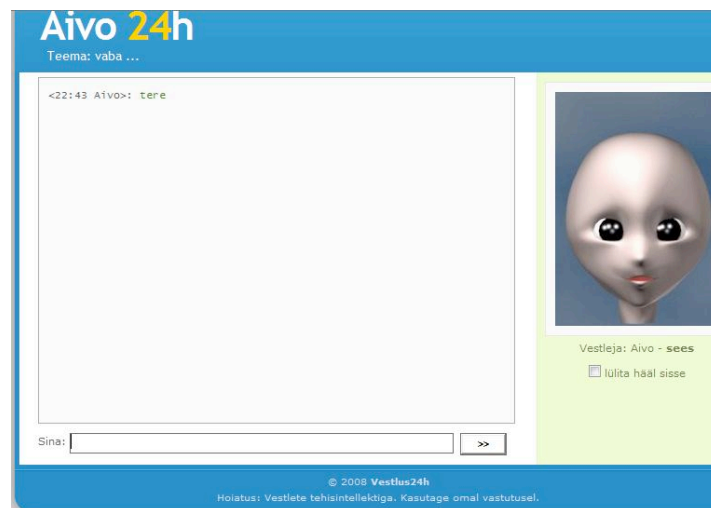 Aivo 24h
Teema: vaba ...
<22:43 Aivo>: tere
Vestleja: Aivo - sees
lülita hääl sisse
Sina:
>>
© 2008 Vestlus24h
Hoiatus: Vestlete tehisintellektiga. Kasutage omal vastutusel.